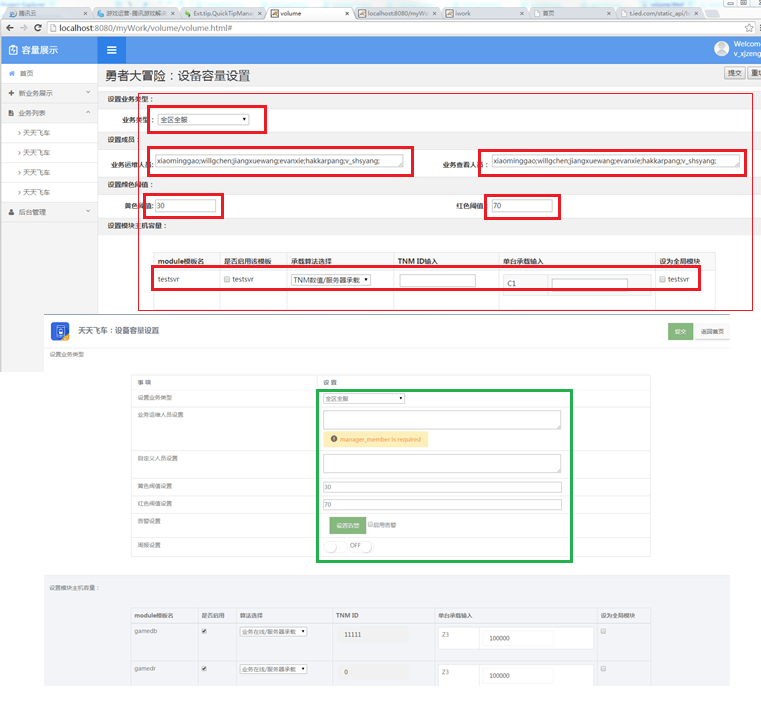 腾讯云
游戏运营-腾讯游戏解决
Ext.tip.QuickTipMana
volume
localhost:8080/myWo
iwork
首页
t.ied.com/static_api/l
localhost:8080/myWork/volume/volume.html#
容量展示
Welcom
v_xjzeng
首页
新业务展示
业务列表
天天飞车
天天飞车
天天飞车
天天飞车
后台管理
勇者大冒险：设备容量设置
提交
重填
设置业务类型：
业务类型：
全区全服
设置成员
业务运维人员:
xiaominggao;willgchen;jiangxuewang;evanxie;hakkarpang;v_shsyang;
业务查看人员：
xiaominggao;willgchen;jiangxuewang;evanxie;hakkarpang;v_shsyang;
设置颜色阈值：
黄色阈值:
30
红色阈值
70
设置模块主机容量：
module模板名
是否启用该模板
承载算法选择
TNM ID输入
单台承载输入
设为全局模块
testsvr
testsvr
TNM数值/服务器承载
C1
testsvr
天天飞车：设备容量设置
提交
返回首页
设置业务类型
事 项
设 置
设置业务类型
全区全服
业务运维人员设置
manager_member is required
自定义人员设置
黄色阈值设置
30
红色阈值设置
70
告警设置
设置告警
启用告警
周报设置
OFF
设置模块主机容量：
module模板名
是否启用
算法选择
TNM ID
单台承载输入
设为全局模块
gamedb
业务在线/服务器承载
11111
Z3
100000
gamedr
业务在线/服务器承载
0
Z3
100000